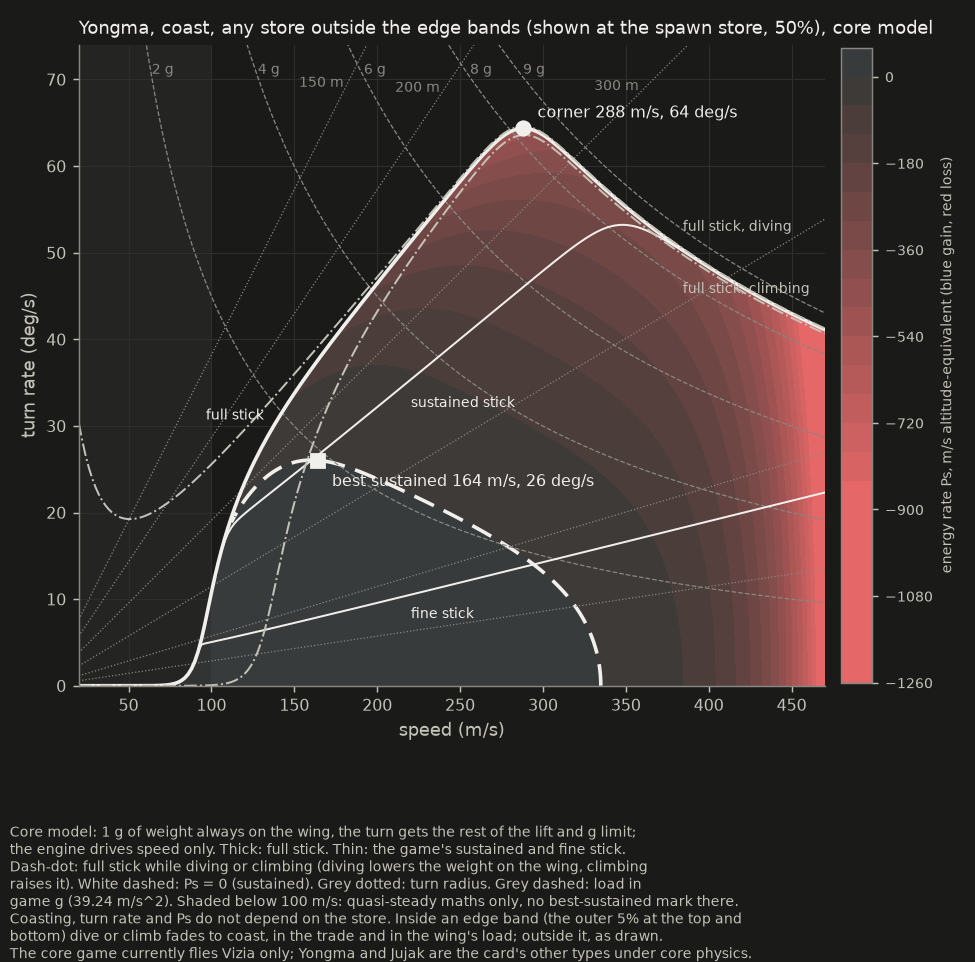 Yongma, coast, any store outside the edge bands (shown at the spawn store, 50%), core model
2 g
4 g
6 g
8 g
9 g
150 m
200 m
300 m
corner 288 m/s, 64 deg/s
full stick, diving
full stick, climbing
full stick
sustained stick
best sustained 164 m/s, 26 deg/s
fine stick
70
60
50
40
30
20
10
0
turn rate (deg/s)
50
100
150
200
250
300
350
400
450
speed (m/s)
0
−180
−360
−540
−720
−900
−1080
−1260
energy rate Ps, m/s altitude-equivalent (blue gain, red loss)
Core model: 1 g of weight always on the wing, the turn gets the rest of the lift and g limit;
the engine drives speed only. Thick: full stick. Thin: the game's sustained and fine stick.
Dash-dot: full stick while diving or climbing (diving lowers the weight on the wing, climbing
raises it). White dashed: Ps = 0 (sustained). Grey dotted: turn radius. Grey dashed: load in
game g (39.24 m/s^2). Shaded below 100 m/s: quasi-steady maths only, no best-sustained mark there.
Coasting, turn rate and Ps do not depend on the store. Inside an edge band (the outer 5% at the top and
bottom) dive or climb fades to coast, in the trade and in the wing's load; outside it, as drawn.
The core game currently flies Vizia only; Yongma and Jujak are the card's other types under core physics.